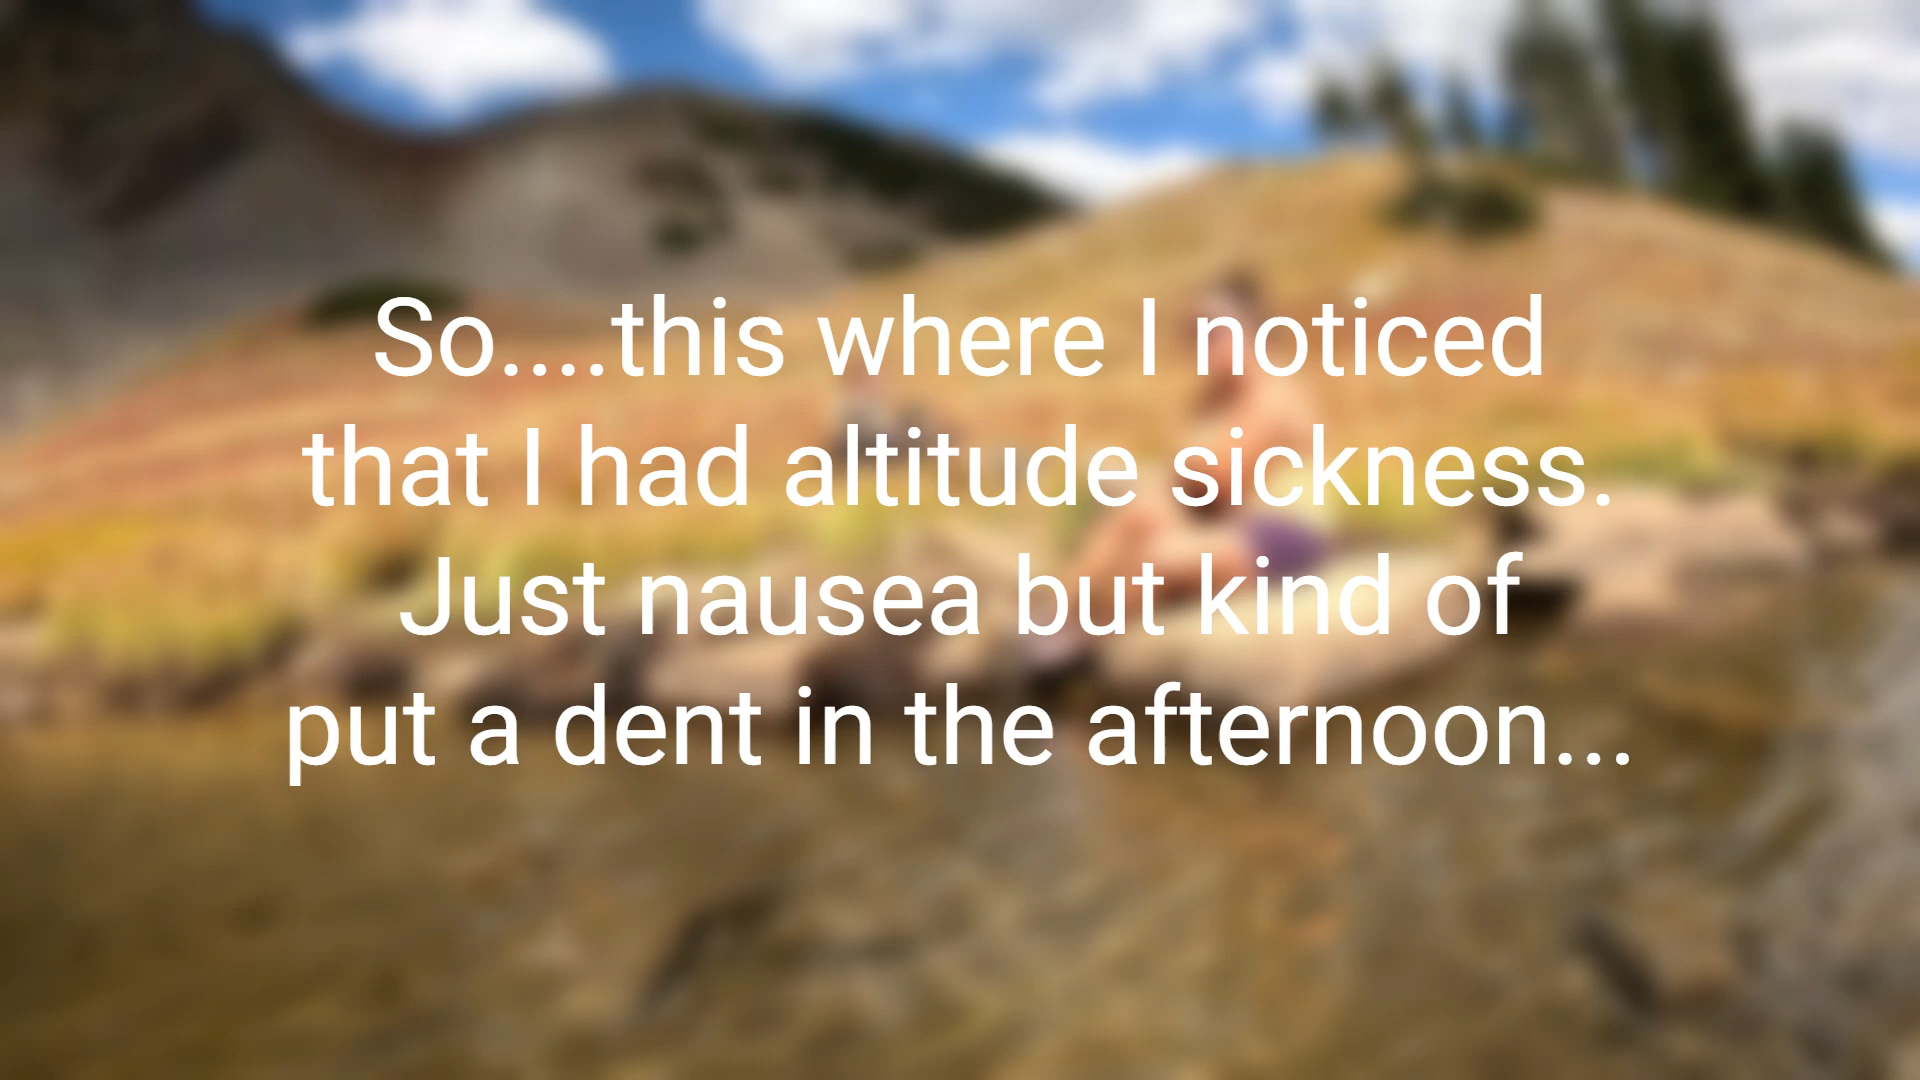 So....this where I noticed
that I had altitude sickness.
Just nausea but kind of
put a dent in the afternoon...